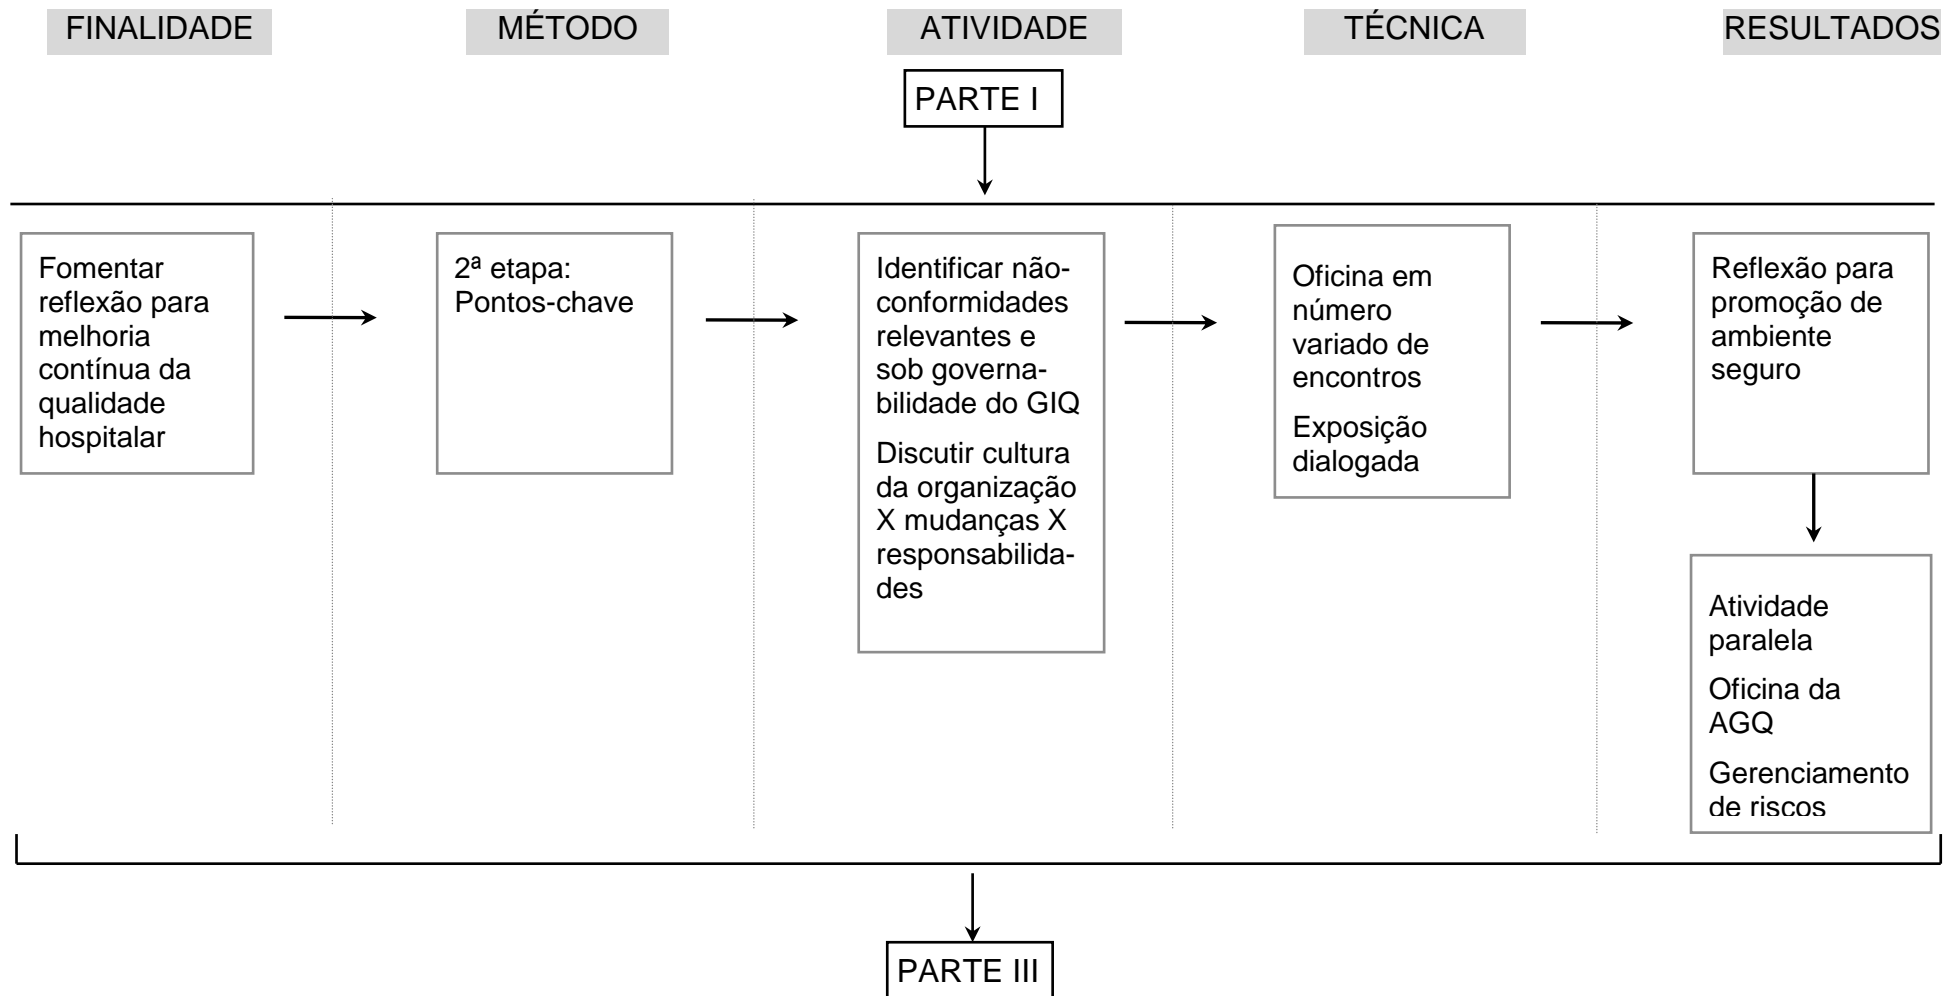 FINALIDADE
MÉTODO
ATIVIDADE
TÉCNICA
RESULTADOS
PARTE I
Fomentar
reflexão para
melhoria
contínua da
qualidade
hospitalar
2ª etapa:
Pontos-chave
Identificar não-
conformidades
relevantes e
sob governa-
bilidade do GIQ
Discutir cultura
da organização
X mudanças X
responsabilida-
des
Oficina em
número
variado de
encontros
Exposição
dialogada
Reflexão para
promoção de
ambiente
seguro
Atividade
paralela
Oficina da
AGQ
Gerenciamento
de riscos
PARTE III